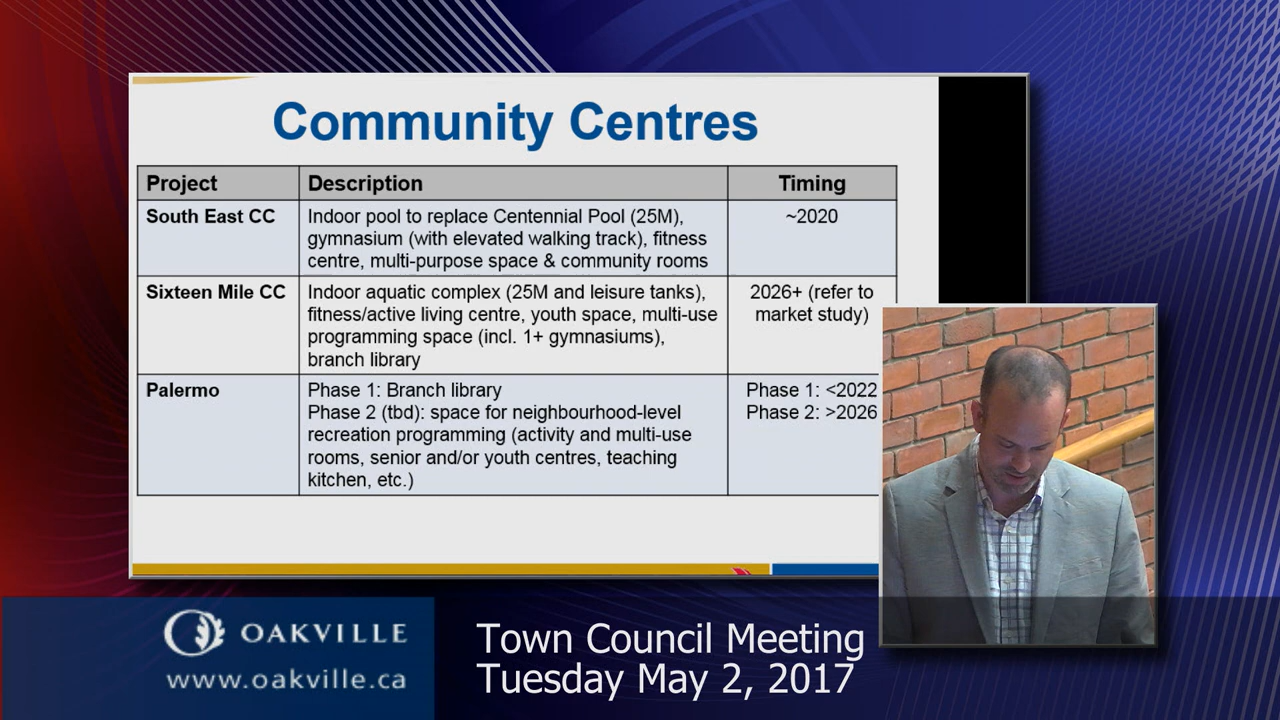 Community Centres
Project Description Timing
South East CC Indoor pool to replace Centennial Pool (25M), ~2020
gymnasium (with elevated walking track), fitness
centre, multi-purpose space & community rooms
Sixteen Mile CC Indoor aquatic complex (25M and leisure tanks), 2026+ (refer to
fitness/active living centre, youth space, multi-use market study)
programming space (incl. 1+ gymnasiums),
branch library
Palermo Phase 1: Branch library Phase 1: <2022
Phase 2 (tbd): space for neighbourhood-level Phase 2: >2026
recreation programming (activity and multi-use
rooms, senior and/or youth centres, teaching
kitchen, etc.)
OAKVILLE
www.oakville.ca
Town Council Meeting
Tuesday May 2, 2017